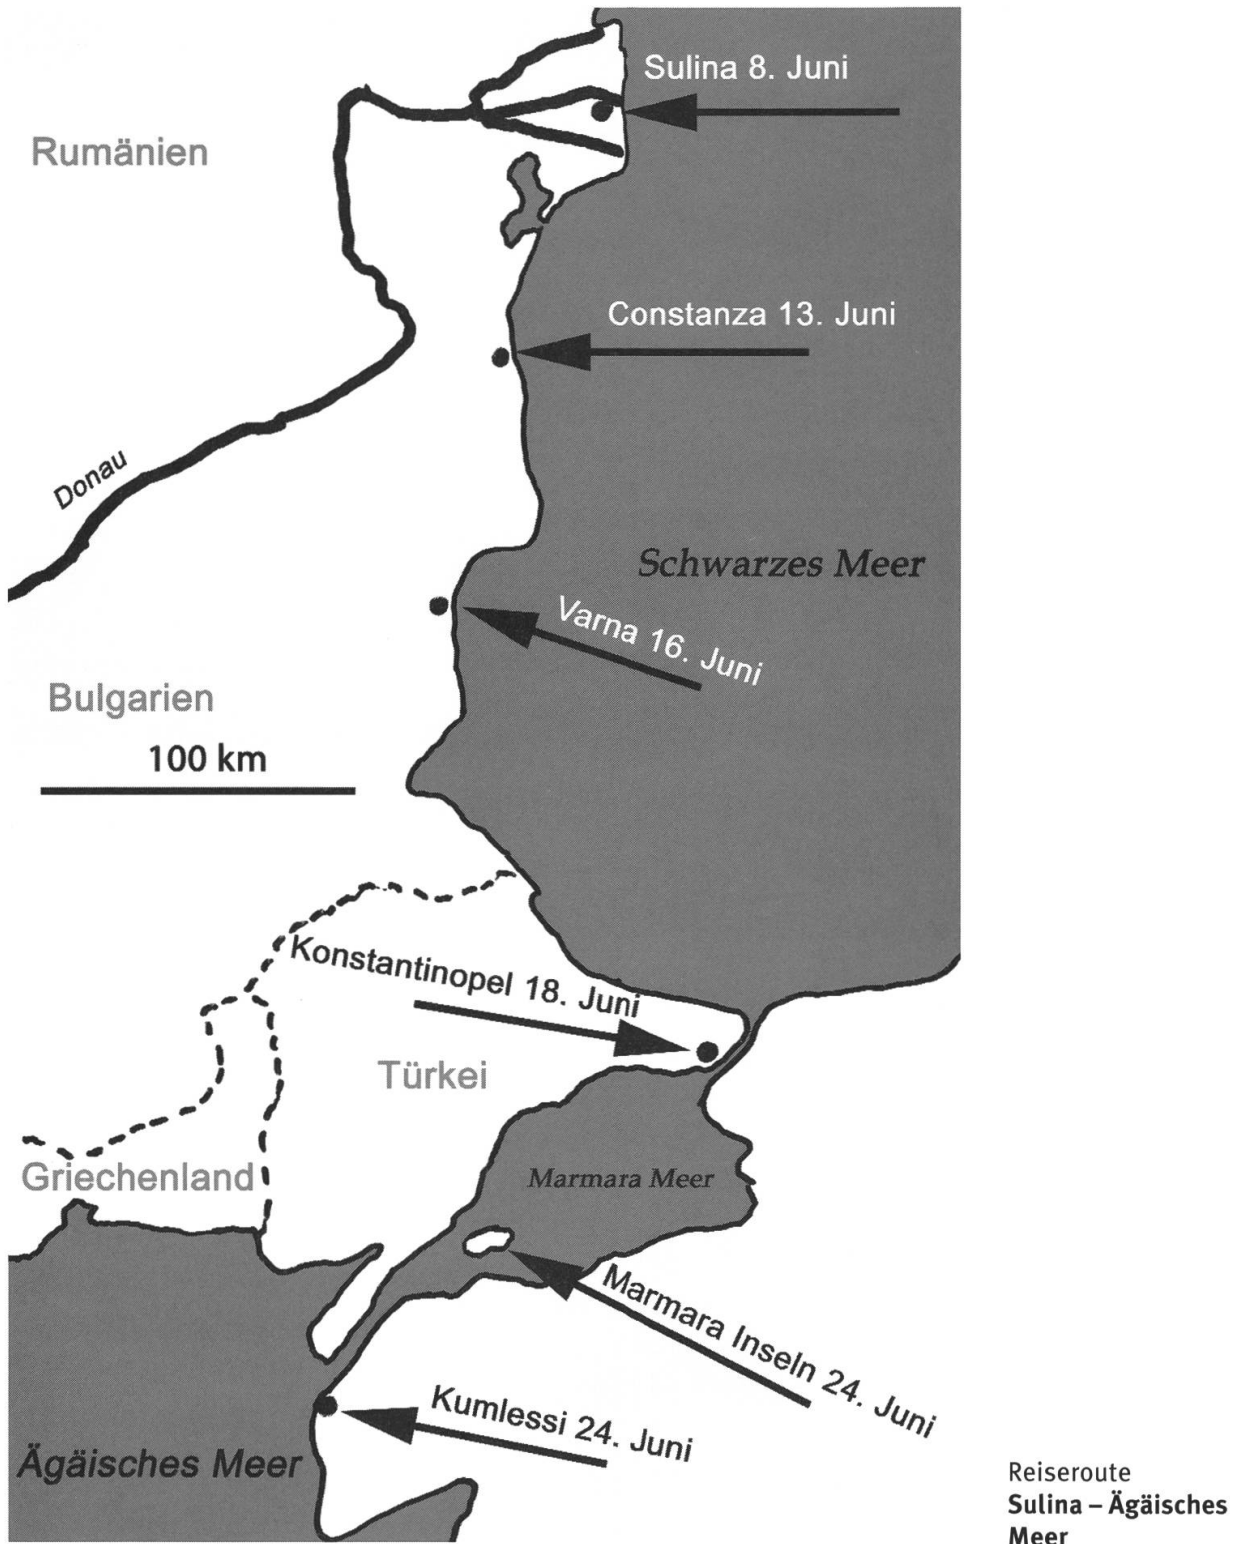 Sulina 8. Juni
Rumänien
Constanza 13. Juni
Donau
Schwarzes Meer
Varna 16. Juni
Bulgarien
100 km
Konstantinopel 18. Juni
Türkei
Griechenland
Marmara Meer
Marmara Inseln 24. Juni
Kumlessi 24. Juni
Ägäisches Meer
Reiseroute
Sulina – Ägäisches
Meer